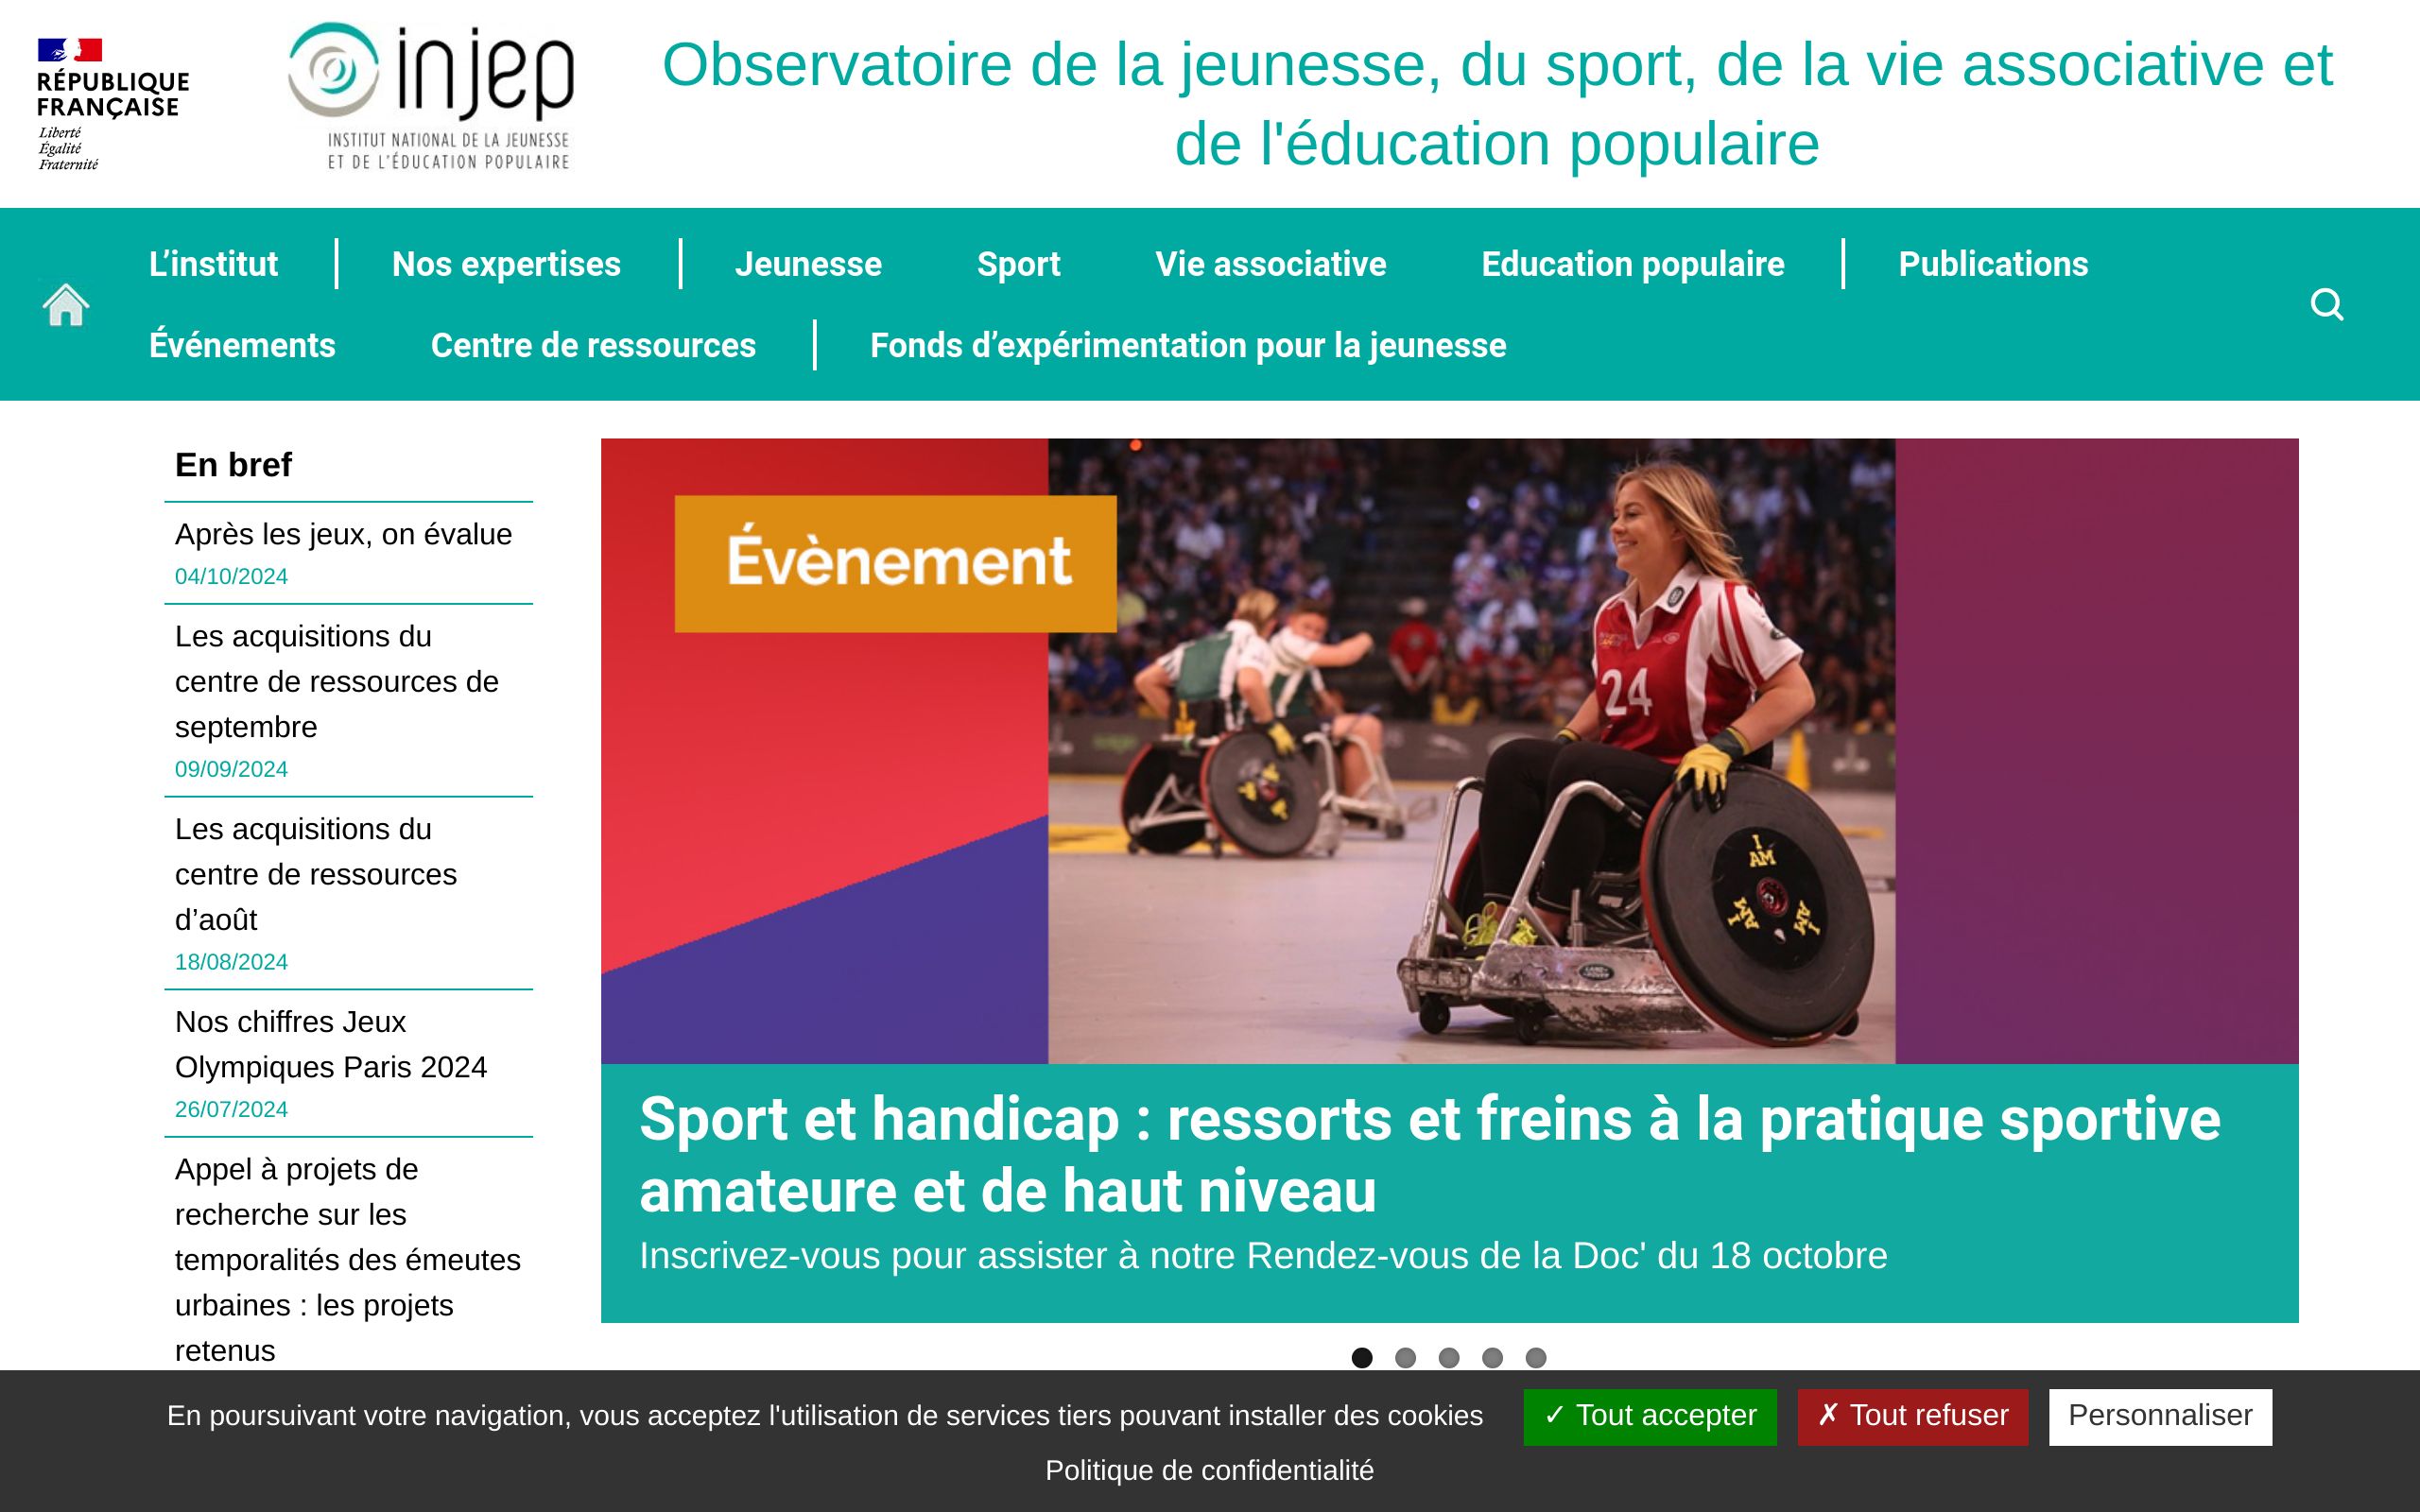 RÉPUBLIQUE
FRANÇAISE
Liberté
Égalité
Fraternité
injep
INSTITUT NATIONAL DE LA JEUNESSE
ET DE L'ÉDUCATION POPULAIRE
Observatoire de la jeunesse, du sport, de la vie associative et
de l'éducation populaire
L’institut
Nos expertises
Jeunesse
Sport
Vie associative
Education populaire
Publications
Événements
Centre de ressources
Fonds d’expérimentation pour la jeunesse
En bref
Après les jeux, on évalue
04/10/2024
Les acquisitions du
centre de ressources de
septembre
09/09/2024
Les acquisitions du
centre de ressources
d’août
18/08/2024
Nos chiffres Jeux
Olympiques Paris 2024
26/07/2024
Appel à projets de
recherche sur les
temporalités des émeutes
urbaines : les projets
retenus
Évènement
24
I
AM
I
AM
I
AM
LAND ROVER
Sport et handicap : ressorts et freins à la pratique sportive
amateure et de haut niveau
Inscrivez-vous pour assister à notre Rendez-vous de la Doc' du 18 octobre
En poursuivant votre navigation, vous acceptez l'utilisation de services tiers pouvant installer des cookies
✓ Tout accepter
✗ Tout refuser
Personnaliser
Politique de confidentialité